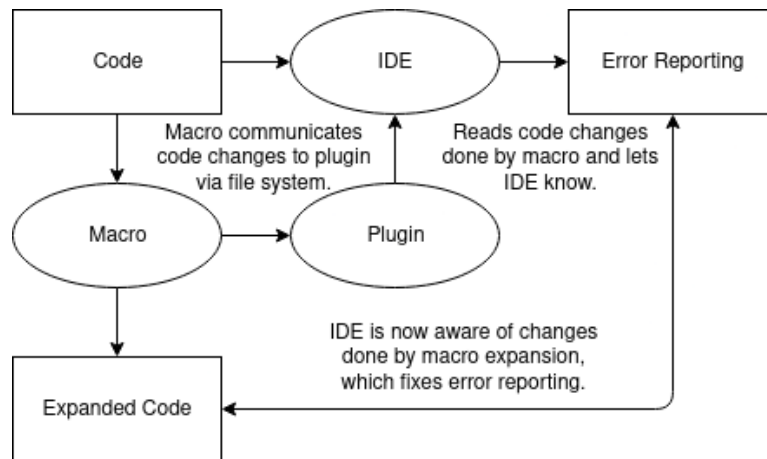 Code
IDE
Error Reporting
Macro communicates
code changes to plugin
via file system.
Reads code changes
done by macro and lets
IDE know.
Macro
Plugin
IDE is now aware of changes
done by macro expansion,
which fixes error reporting.
Expanded Code